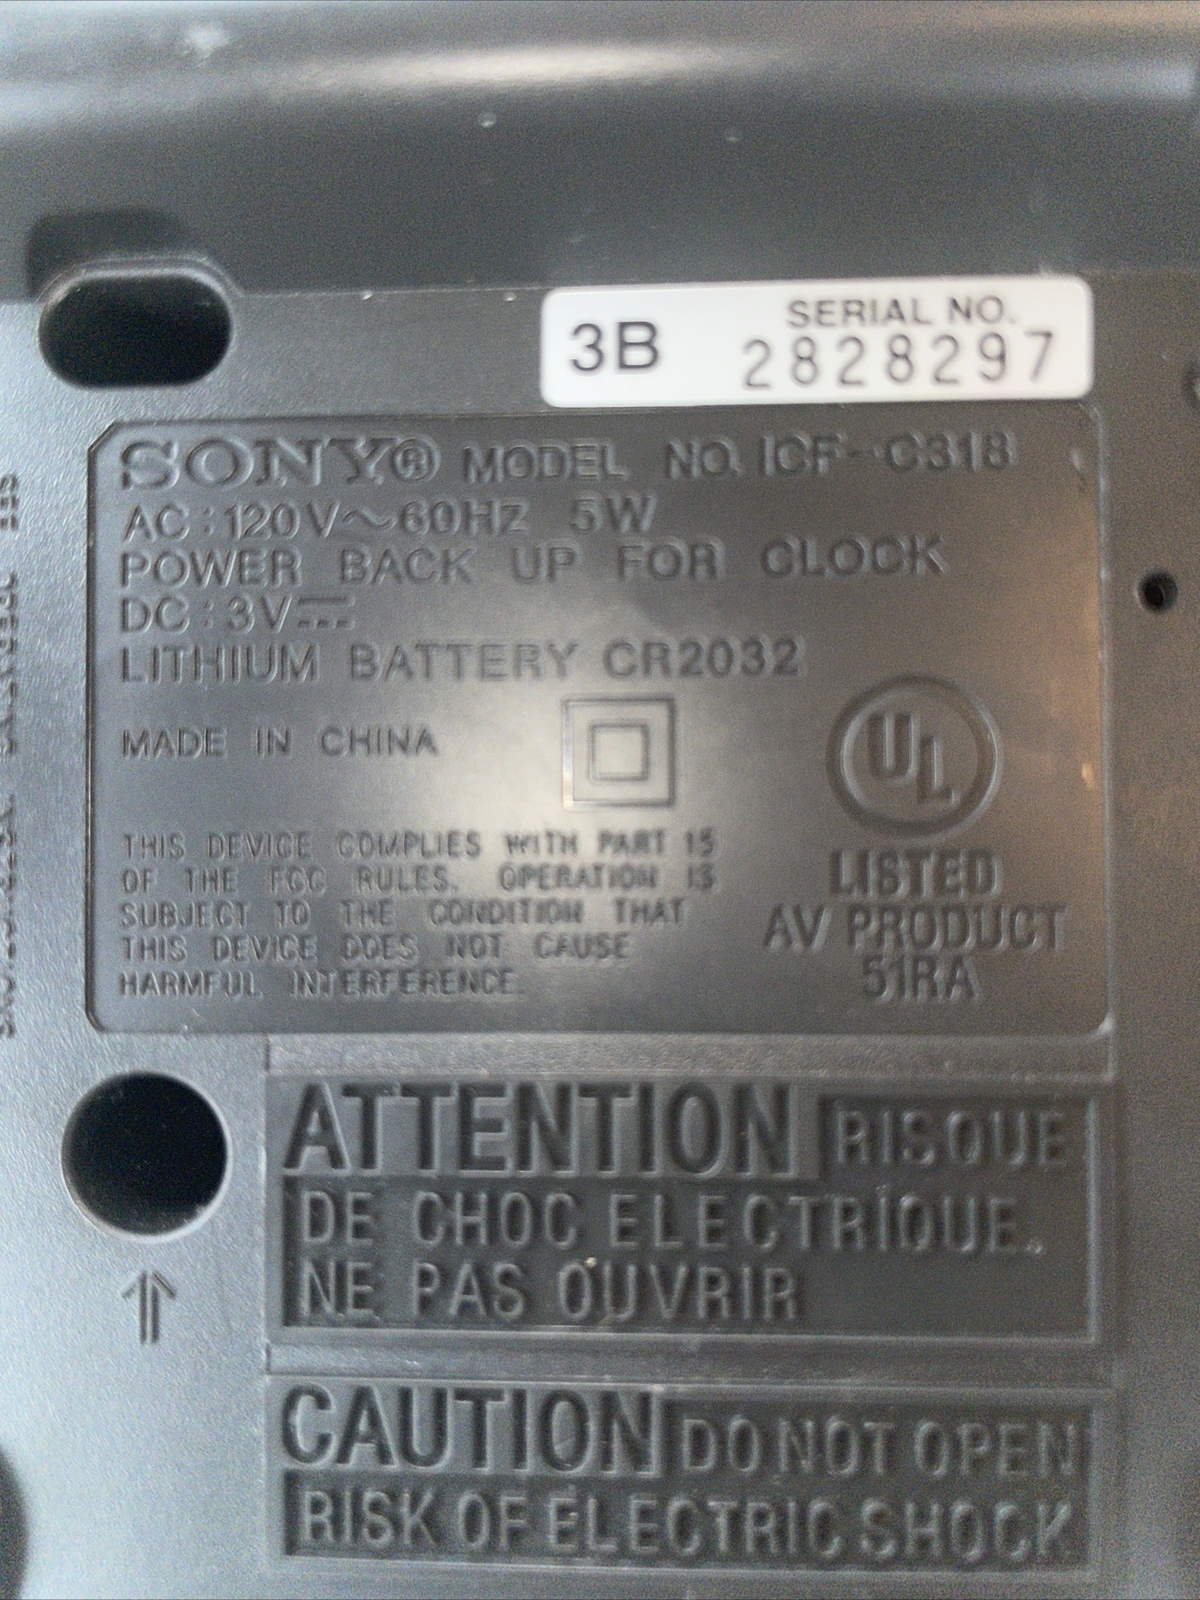 3B SERIAL NO.
2828297
SONY® MODEL NO. ICF-C318
AC : 120V~60Hz 5W
POWER BACK UP FOR CLOCK
DC : 3V⎓
LITHIUM BATTERY CR2032
MADE IN CHINA
UL
LISTED
AV PRODUCT
51RA
THIS DEVICE COMPLIES WITH PART 15
OF THE FCC RULES. OPERATION IS
SUBJECT TO THE CONDITION THAT
THIS DEVICE DOES NOT CAUSE
HARMFUL INTERFERENCE.
ATTENTION RISQUE
DE CHOC ELECTRIQUE.
NE PAS OUVRIR
CAUTION DO NOT OPEN
RISK OF ELECTRIC SHOCK